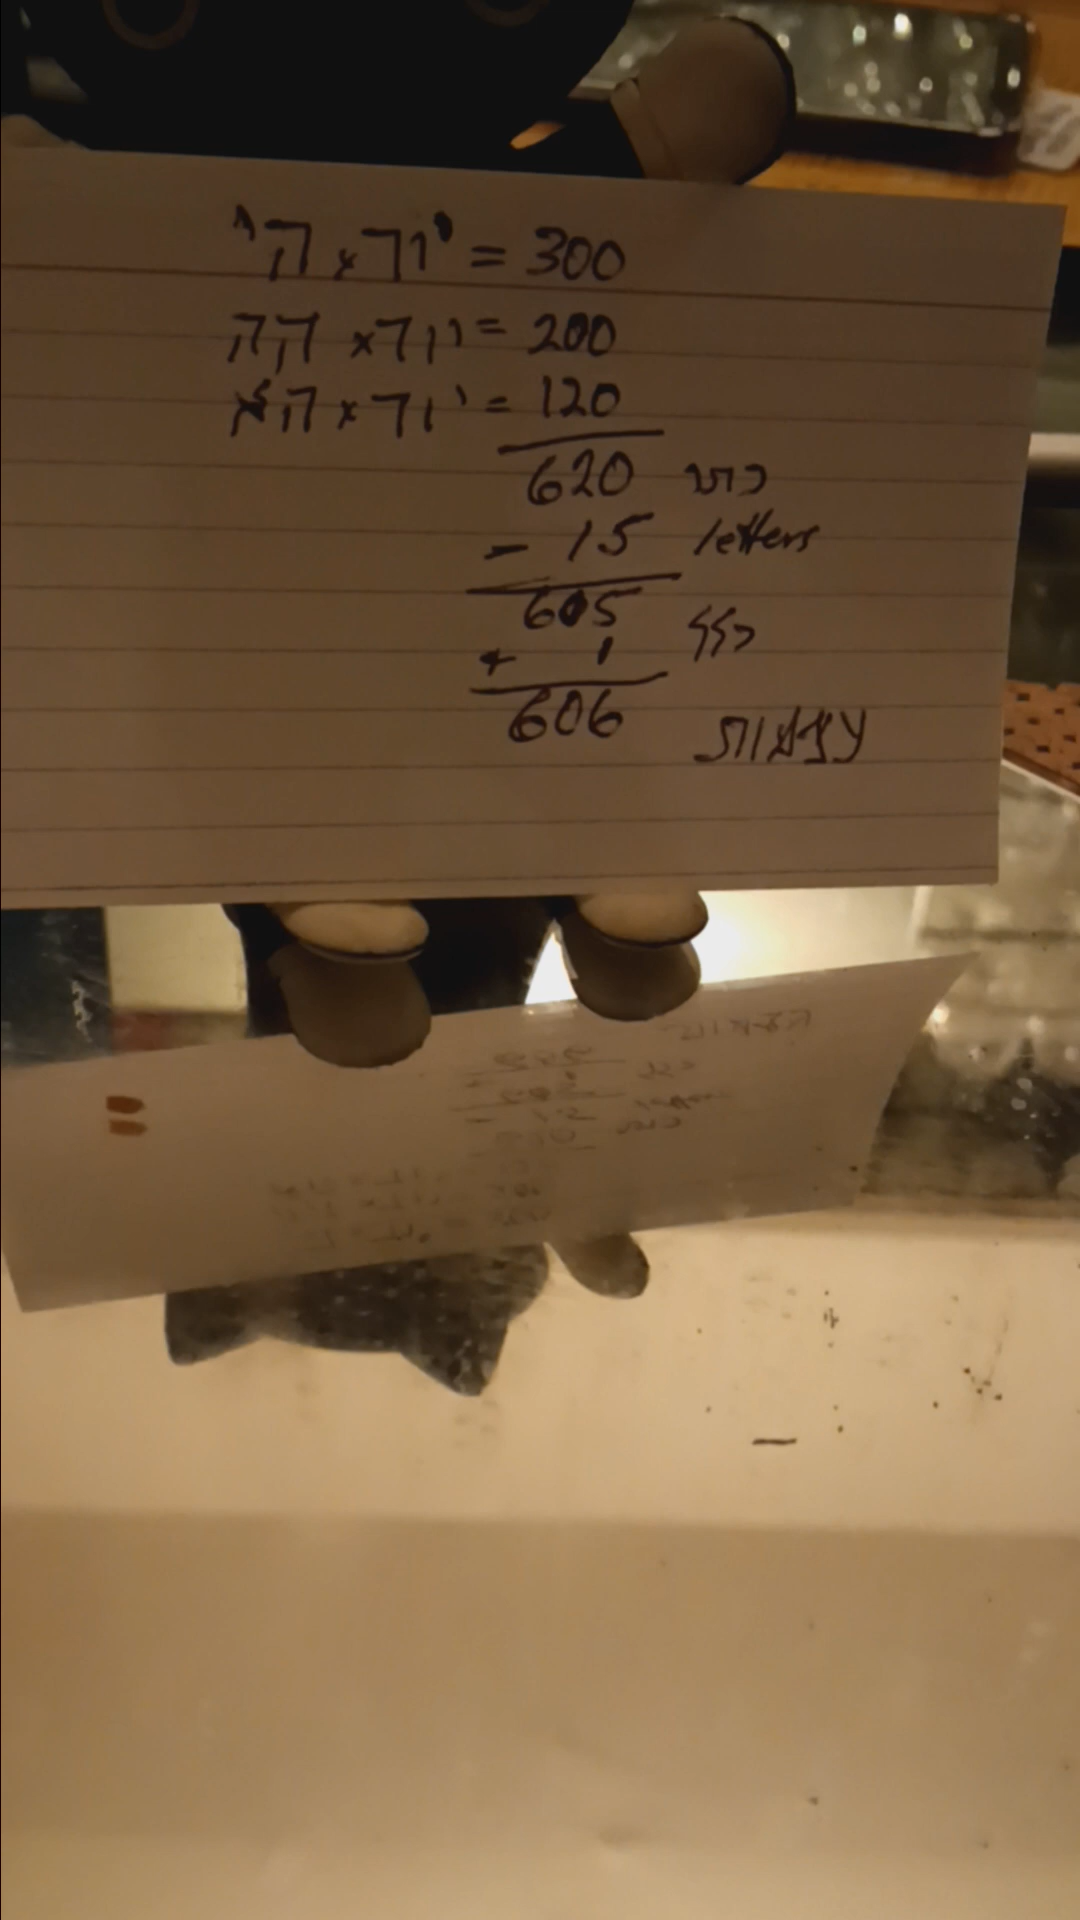 הי × יוד = 300
הה × יוד = 200
הא × יוד = 120
620 כתר
- 15 letters
605
+ 1 כלל
606